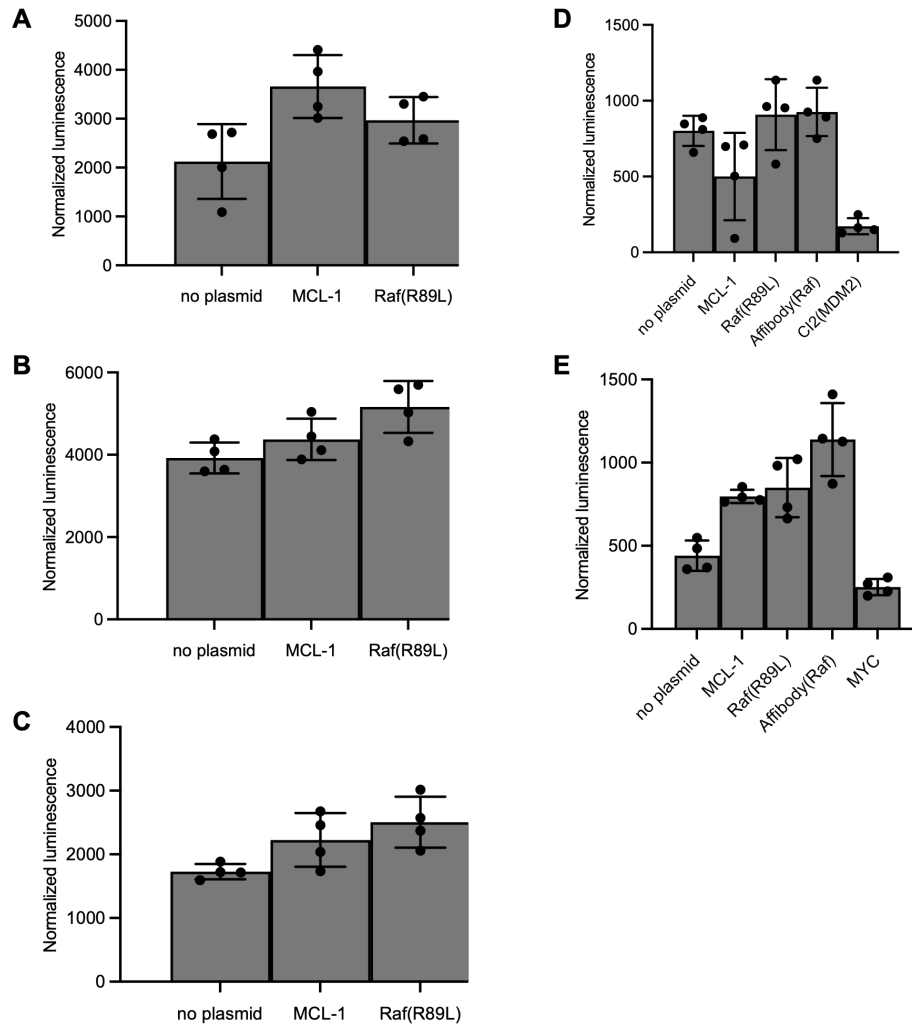 A
Normalized luminescence
5000
4000
3000
2000
1000
0
no plasmid MCL-1 Raf(R89L)
B
Normalized luminescence
6000
4000
2000
0
no plasmid MCL-1 Raf(R89L)
C
Normalized luminescence
4000
3000
2000
1000
0
no plasmid MCL-1 Raf(R89L)
D
Normalized luminescence
1500
1000
500
0
no plasmid MCL-1 Raf(R89L) Affibody(Raf) CI2(MDM2)
E
Normalized luminescence
1500
1000
500
0
no plasmid MCL-1 Raf(R89L) Affibody(Raf) MYC